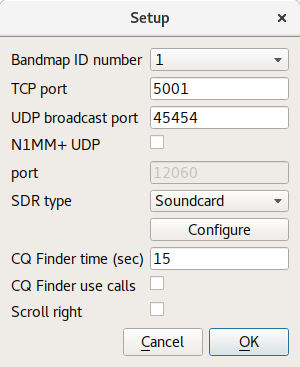 Setup
Bandmap ID number 1
TCP port 5001
UDP broadcast port 45454
N1MM+ UDP
port 12060
SDR type Soundcard
Configure
CQ Finder time (sec) 15
CQ Finder use calls
Scroll right
Cancel OK